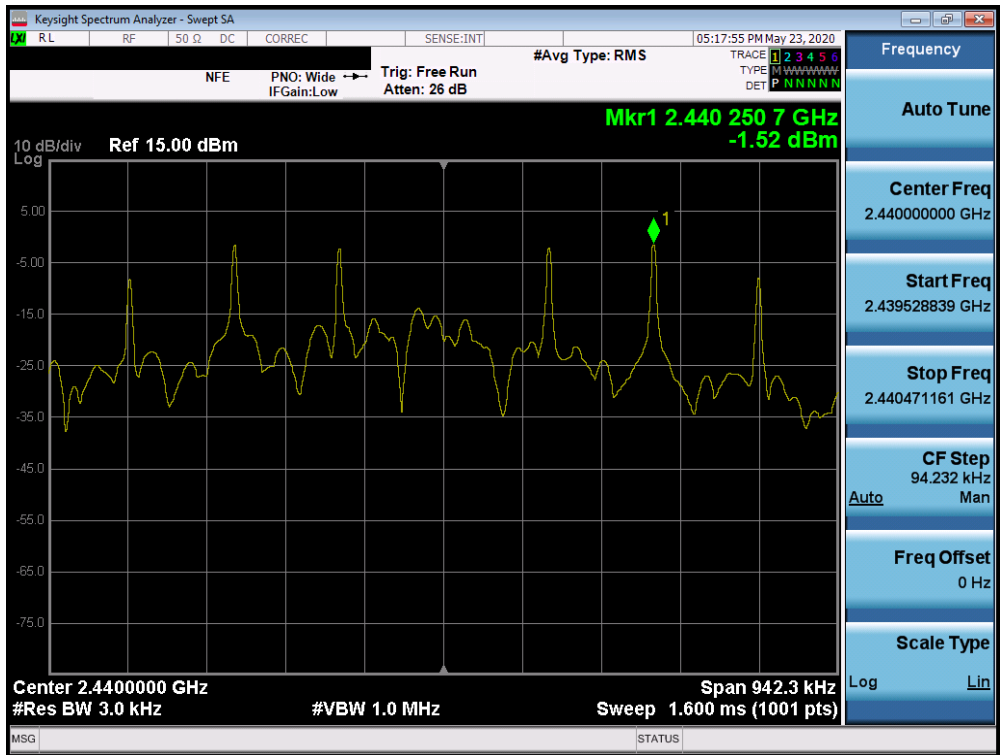 Keysight Spectrum Analyzer - Swept SA
LXI RL RF 50 Ω DC CORREC SENSE:INT 05:17:55 PM May 23, 2020
#Avg Type: RMS TRACE 1 2 3 4 5 6
NFE PNO: Wide Trig: Free Run TYPE M WWWWW
IFGain:Low Atten: 26 dB DET P N N N N N
Mkr1 2.440 250 7 GHz
-1.52 dBm
10 dB/div Ref 15.00 dBm
Log
1
5.00
-5.00
-15.0
-25.0
-35.0
-45.0
-55.0
-65.0
-75.0
Center 2.4400000 GHz Span 942.3 kHz
#Res BW 3.0 kHz #VBW 1.0 MHz Sweep 1.600 ms (1001 pts)
MSG STATUS
Frequency
Auto Tune
Center Freq
2.440000000 GHz
Start Freq
2.439528839 GHz
Stop Freq
2.440471161 GHz
CF Step
94.232 kHz
Auto Man
Freq Offset
0 Hz
Scale Type
Log Lin